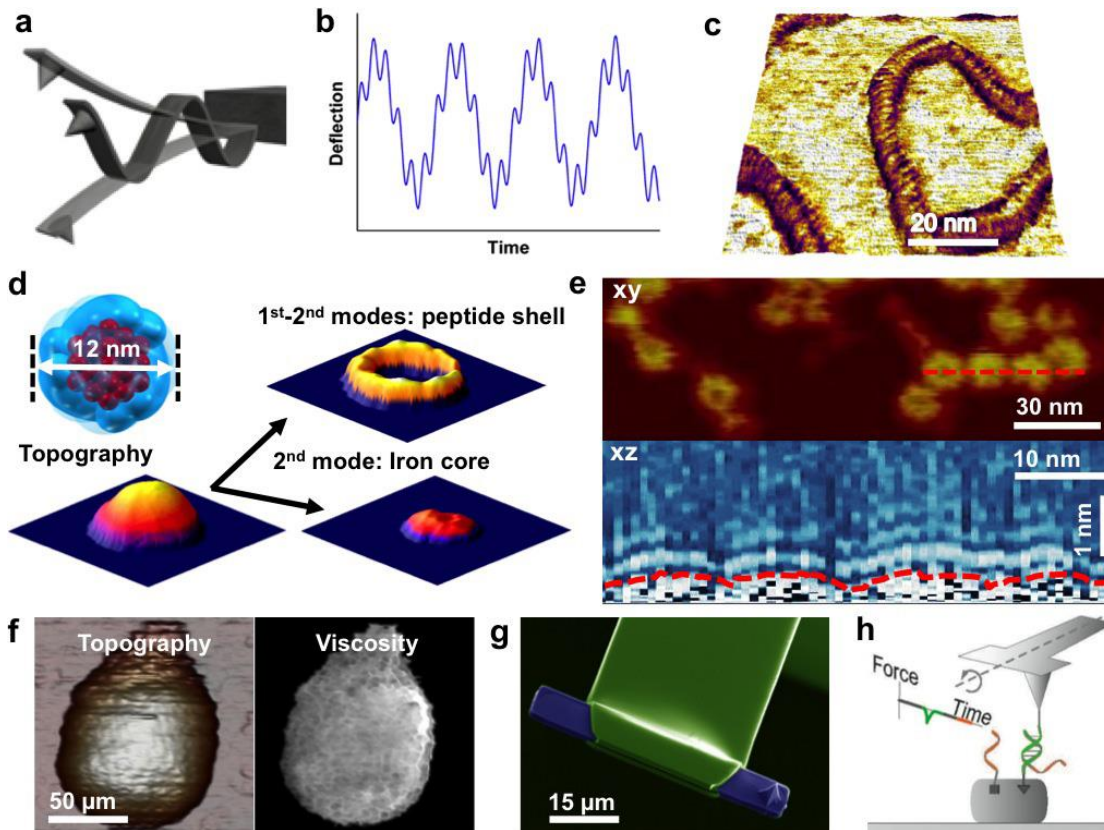 a
b
Deflection
Time
c
20 nm
d
12 nm
1st-2nd modes: peptide shell
Topography
2nd mode: Iron core
e
xy
30 nm
xz
10 nm
1 nm
f
Topography
Viscosity
50 µm
g
15 µm
h
Force
Time